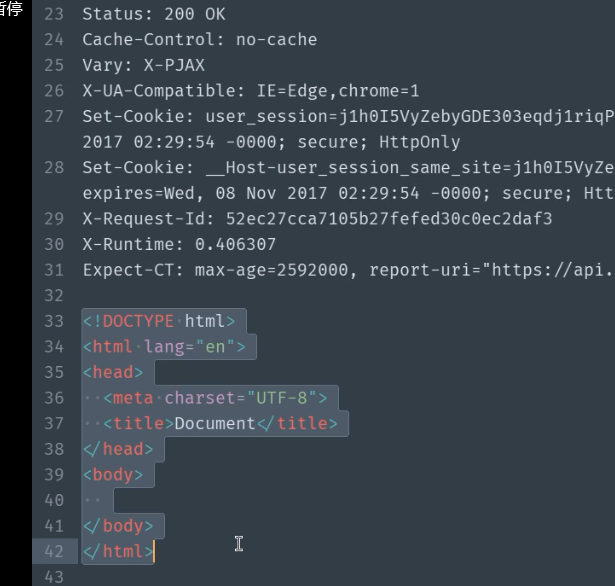 暂停
23 Status: 200 OK
24 Cache-Control: no-cache
25 Vary: X-PJAX
26 X-UA-Compatible: IE=Edge,chrome=1
27 Set-Cookie: user_session=j1h0I5VyZebyGDE303eqdj1riqP
2017 02:29:54 -0000; secure; HttpOnly
28 Set-Cookie: __Host-user_session_same_site=j1h0I5VyZe
expires=Wed, 08 Nov 2017 02:29:54 -0000; secure; Htt
29 X-Request-Id: 52ec27cca7105b27fefed30c0ec2daf3
30 X-Runtime: 0.406307
31 Expect-CT: max-age=2592000, report-uri="https://api.
32
33 <!DOCTYPE html>
34 <html lang="en">
35 <head>
36   <meta charset="UTF-8">
37   <title>Document</title>
38 </head>
39 <body>
40
41 </body>
42 </html>
43